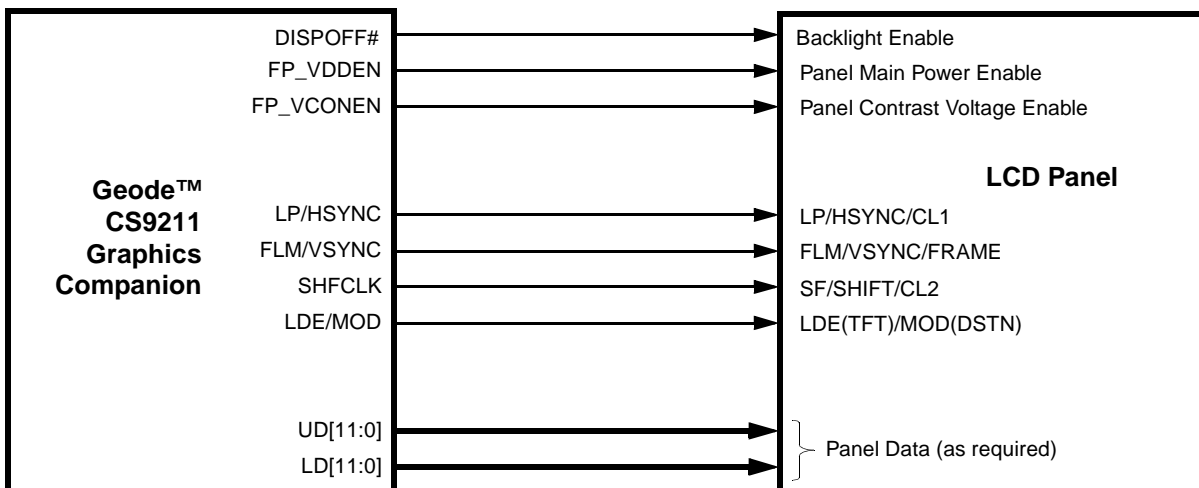 DISPOFF#
Backlight Enable
FP_VDDEN
Panel Main Power Enable
FP_VCONEN
Panel Contrast Voltage Enable
Geode™
CS9211
Graphics
Companion
LCD Panel
LP/HSYNC
LP/HSYNC/CL1
FLM/VSYNC
FLM/VSYNC/FRAME
SHFCLK
SF/SHIFT/CL2
LDE/MOD
LDE(TFT)/MOD(DSTN)
UD[11:0]
LD[11:0]
Panel Data (as required)